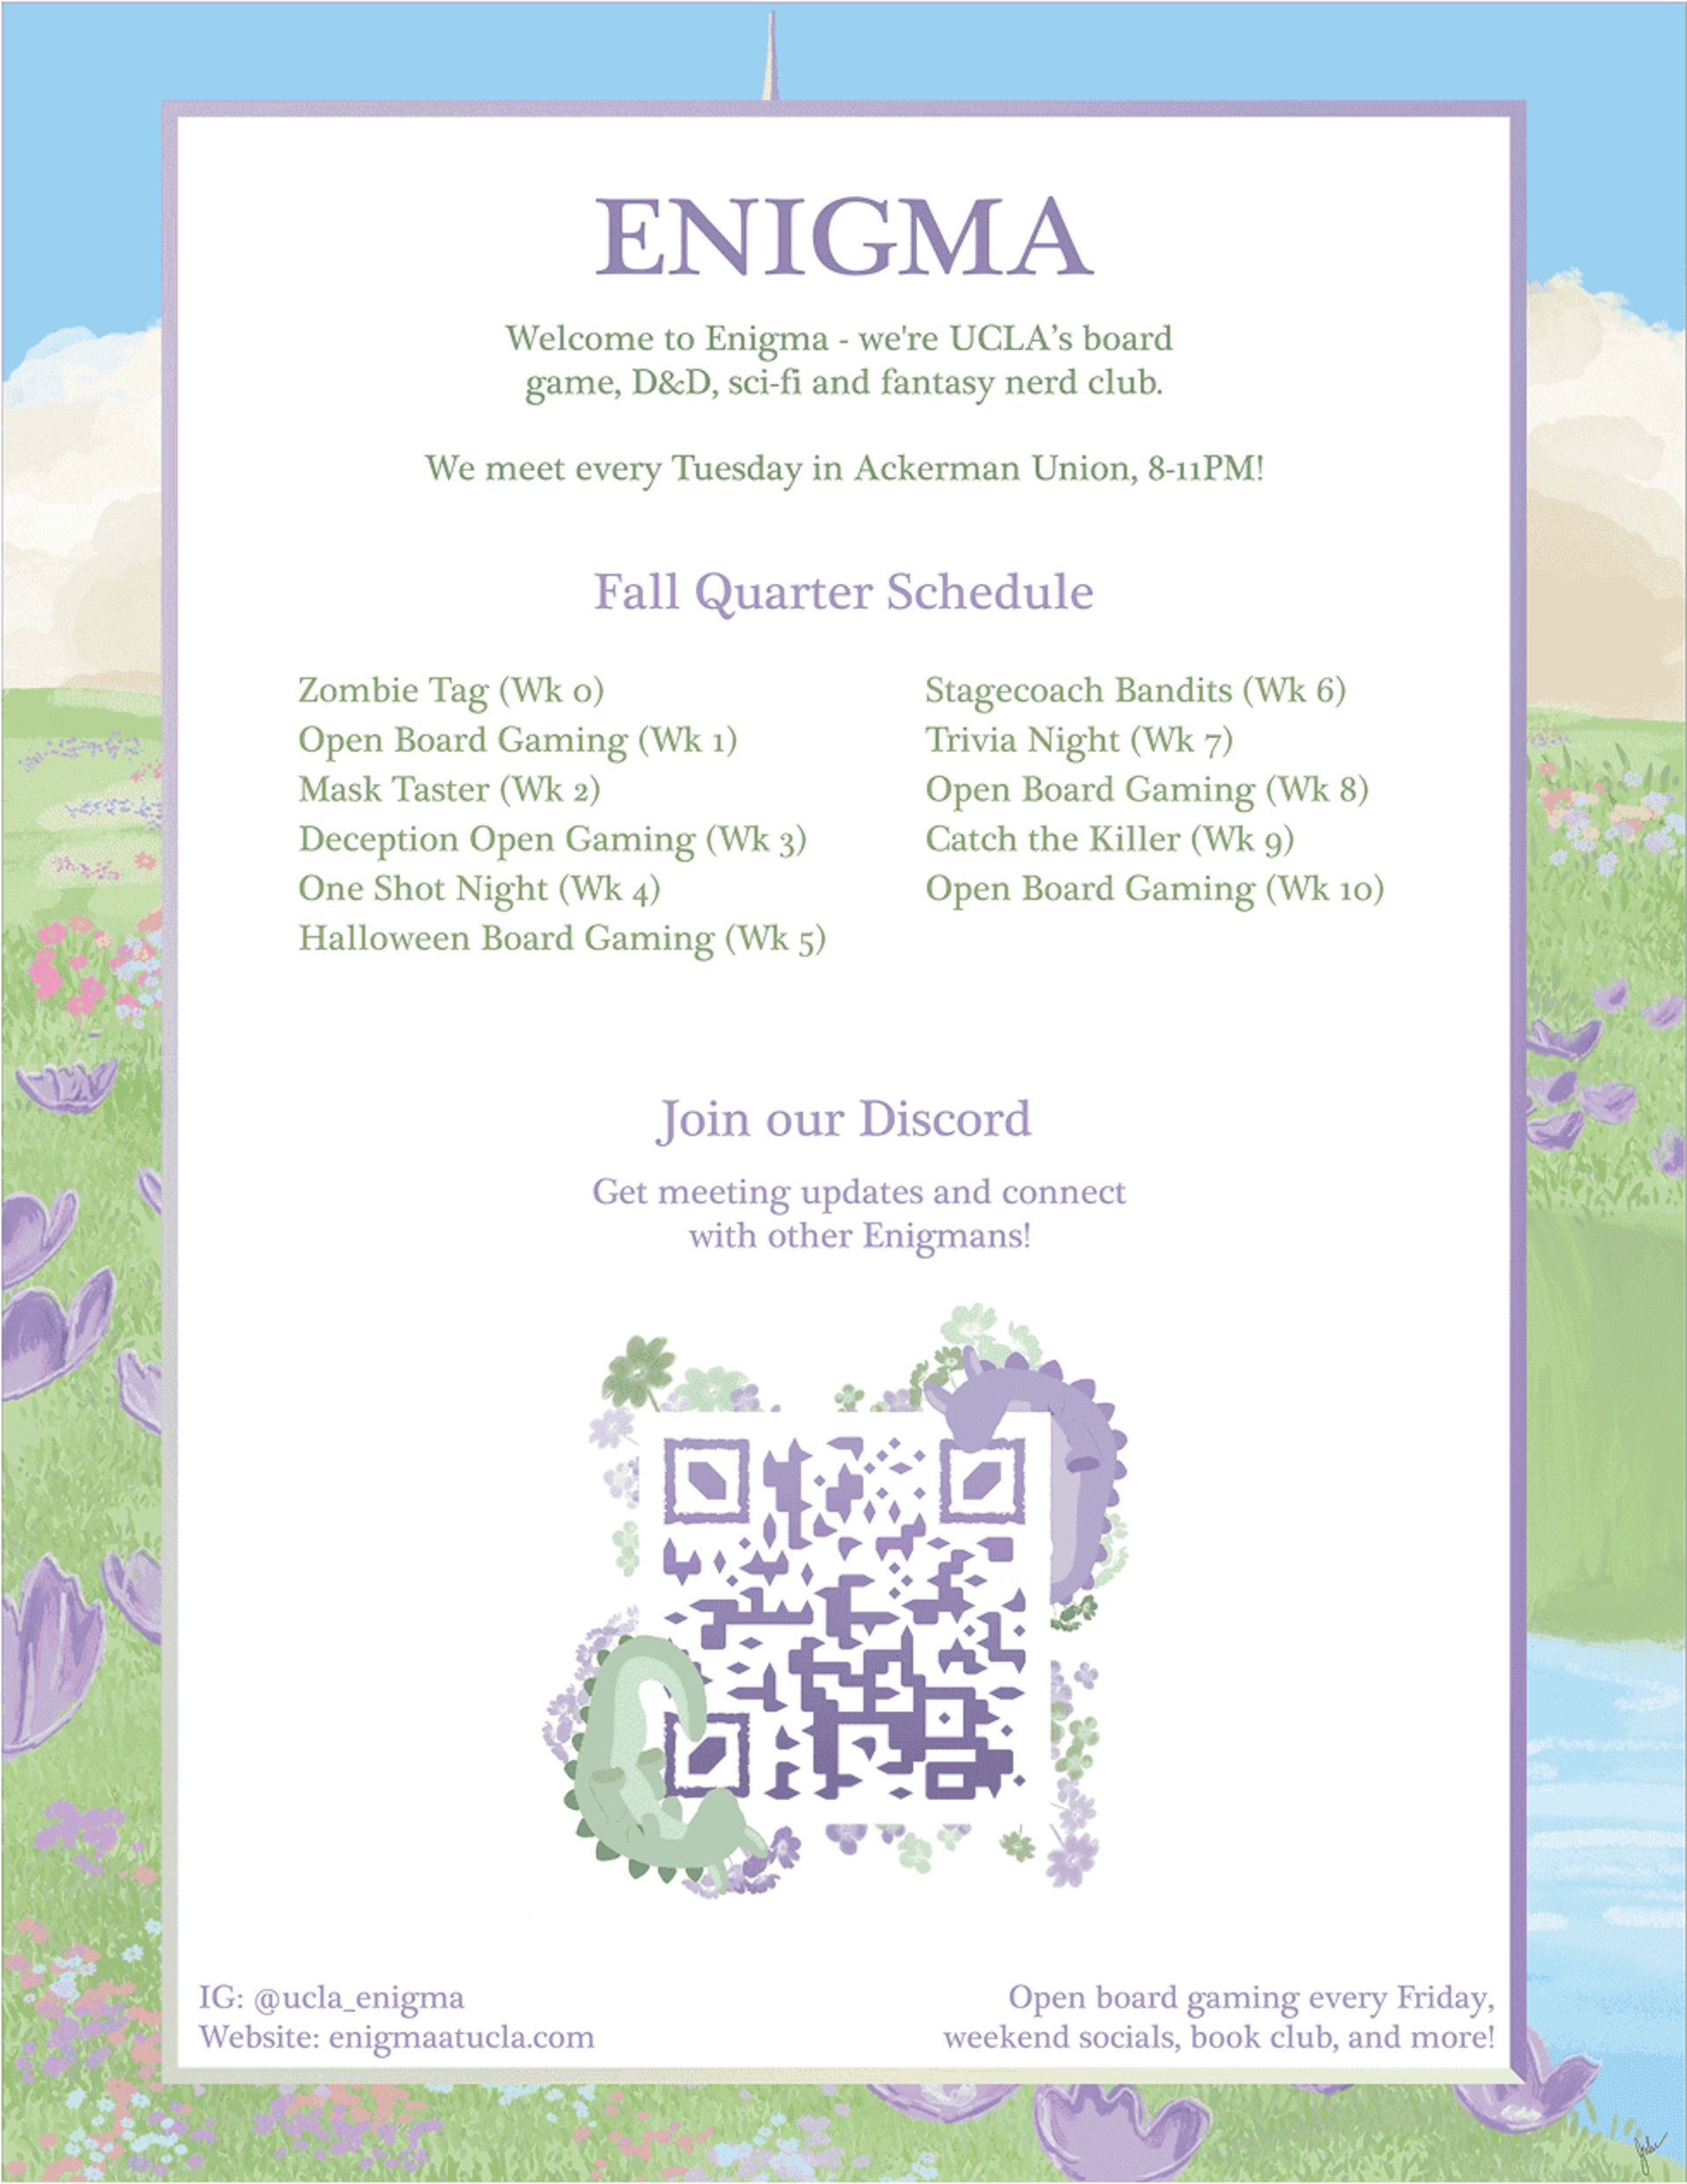 ENIGMA
Welcome to Enigma - we're UCLA’s board
game, D&D, sci-fi and fantasy nerd club.
We meet every Tuesday in Ackerman Union, 8-11PM!
Fall Quarter Schedule
Zombie Tag (Wk 0)
Open Board Gaming (Wk 1)
Mask Taster (Wk 2)
Deception Open Gaming (Wk 3)
One Shot Night (Wk 4)
Halloween Board Gaming (Wk 5)
Stagecoach Bandits (Wk 6)
Trivia Night (Wk 7)
Open Board Gaming (Wk 8)
Catch the Killer (Wk 9)
Open Board Gaming (Wk 10)
Join our Discord
Get meeting updates and connect
with other Enigmans!
IG: @ucla_enigma
Website: enigmaatucla.com
Open board gaming every Friday,
weekend socials, book club, and more!